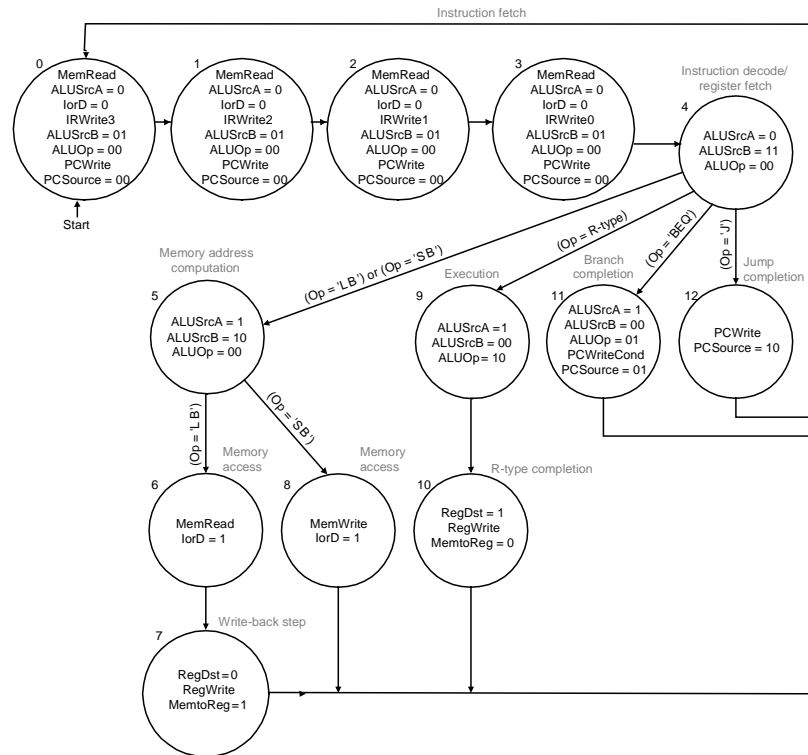 Instruction fetch
0
MemRead
ALUSrcA = 0
IorD = 0
IRWrite3
ALUSrcB = 01
ALUOp = 00
PCWrite
PCSource = 00
Start
1
MemRead
ALUSrcA = 0
IorD = 0
IRWrite2
ALUSrcB = 01
ALUOp = 00
PCWrite
PCSource = 00
2
MemRead
ALUSrcA = 0
IorD = 0
IRWrite1
ALUSrcB = 01
ALUOp = 00
PCWrite
PCSource = 00
3
MemRead
ALUSrcA = 0
IorD = 0
IRWrite0
ALUSrcB = 01
ALUOp = 00
PCWrite
PCSource = 00
Instruction decode/
register fetch
4
ALUSrcA = 0
ALUSrcB = 11
ALUOp = 00
(Op = 'LB') or (Op = 'SB')
(Op = R-type)
(Op = 'BEQ')
(Op = 'J')
Memory address
computation
5
ALUSrcA = 1
ALUSrcB = 10
ALUOp = 00
Execution
9
ALUSrcA = 1
ALUSrcB = 00
ALUOp = 10
Branch
completion
11
ALUSrcA = 1
ALUSrcB = 00
ALUOp = 01
PCWriteCond
PCSource = 01
Jump
completion
12
PCWrite
PCSource = 10
(Op = 'LB')
(Op = 'SB')
Memory
access
6
MemRead
IorD = 1
Memory
access
8
MemWrite
IorD = 1
R-type completion
10
RegDst = 1
RegWrite
MemtoReg = 0
Write-back step
7
RegDst = 0
RegWrite
MemtoReg = 1